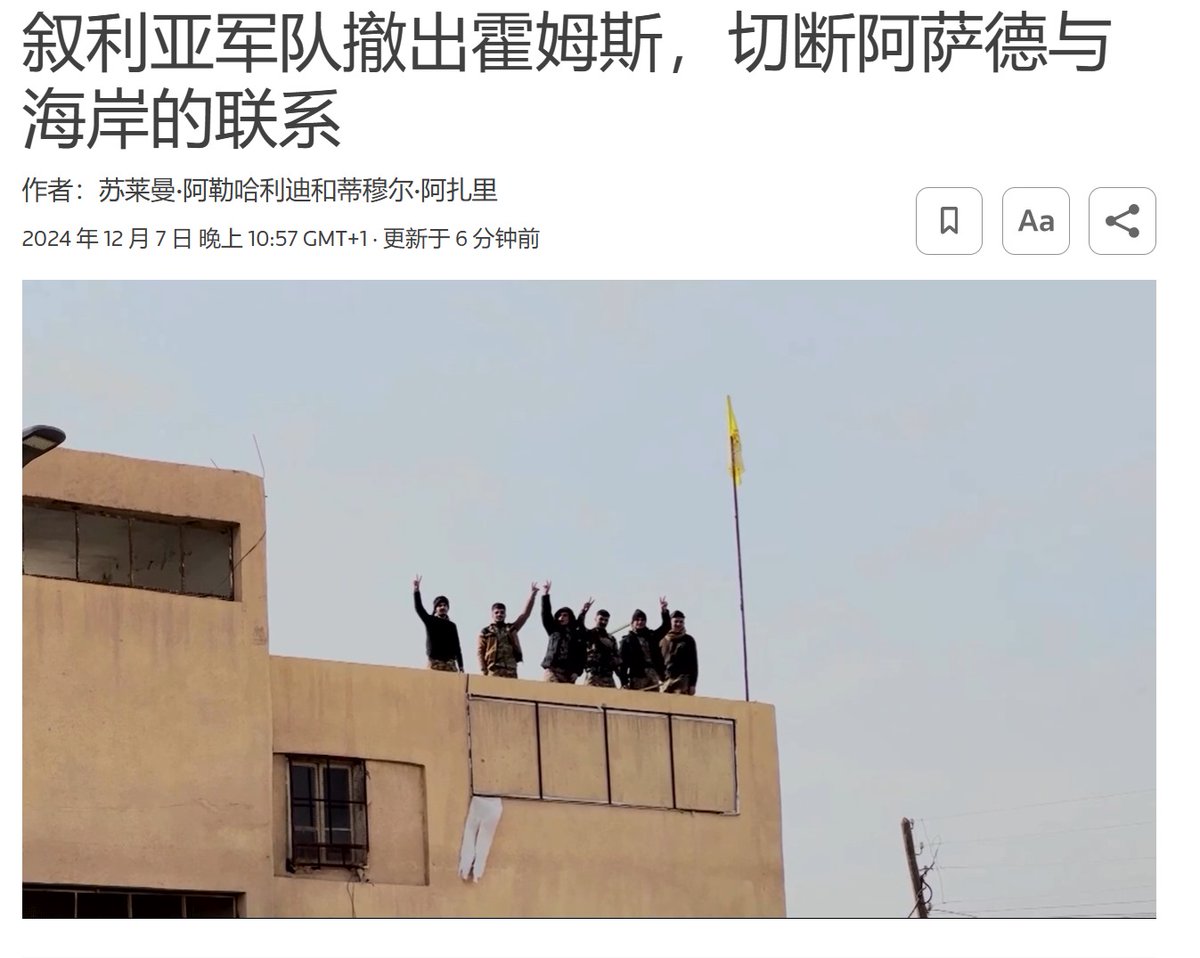 叙利亚军队撤出霍姆斯，切断阿萨德与
海岸的联系
作者：苏莱曼·阿勒哈利迪和蒂穆尔·阿扎里
2024 年 12 月 7 日 晚上 10:57 GMT+1 · 更新于 6 分钟前
Aa